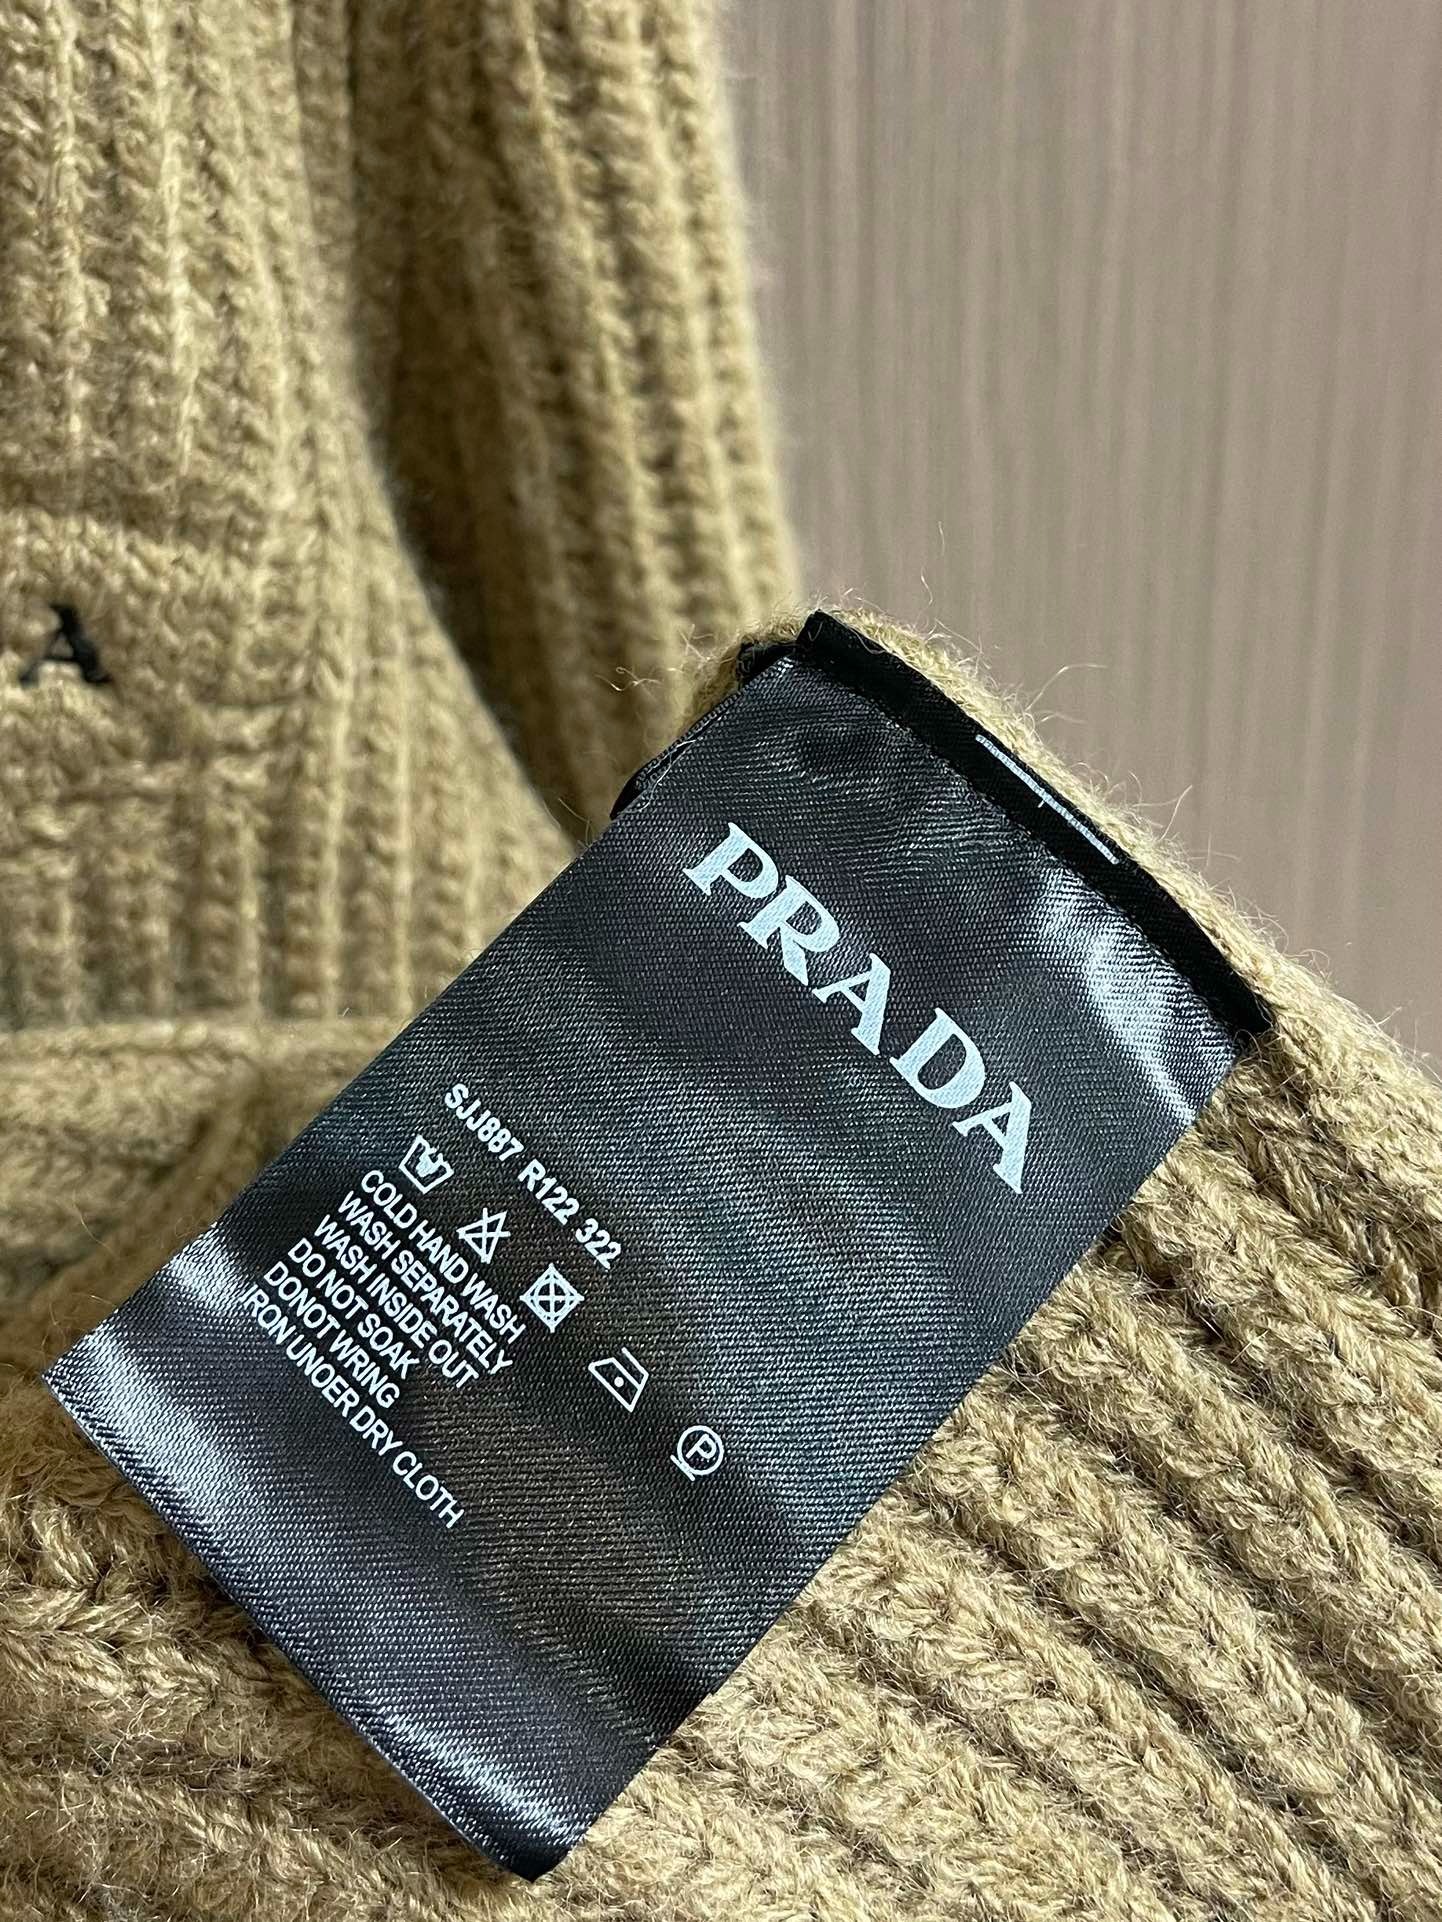 A
PRADA
SJJ887 R122 322
P
COLD HAND WASH
WASH SEPARATELY
WASH INSIDE OUT
DO NOT SOAK
DONOT WRING
IRON UNOER DRY CLOTH